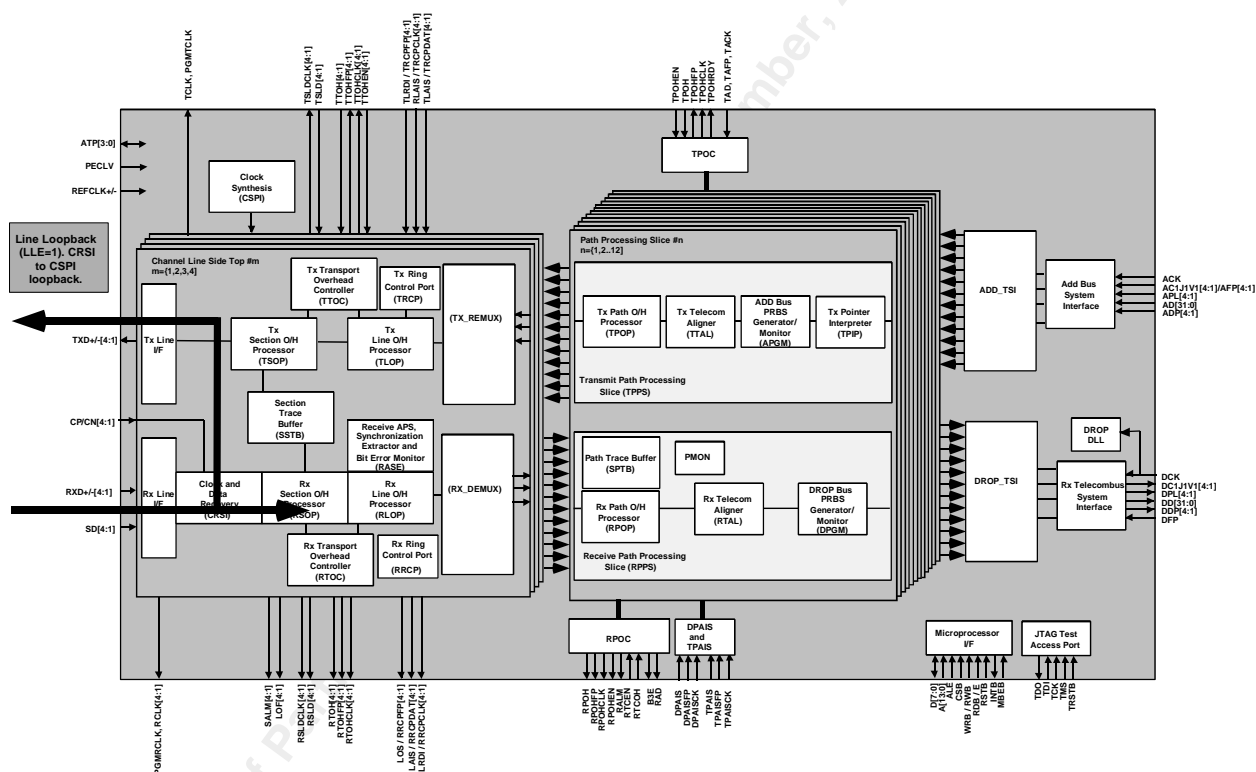 mber,
of Pa
TCLK, PGMTCLK
TSLDCLK[4:1]
TSLD[4:1]
TTOH[4:1]
TTOHFP[4:1]
TTOHCLK[4:1]
TTOHEN[4:1]
TLRDI / TRCPFP[4:1]
RLAIS / TRCPCLK[4:1]
TLAIS / TRCPDAT[4:1]
TPOHEN
TPOH
TPOHFP
TPOHCLK
TPOHRDY
TAD, TAFP, TACK
ATP[3:0]
PECLV
REFCLK+/-
Clock
Synthesis
(CSPI)
TPOC
Line Loopback
(LLE=1). CRSI
to CSPI
loopback.
Channel Line Side Top #m
m={1,2,3,4}
Tx Transport
Overhead
Controller
(TTOC)
Tx Ring
Control Port
(TRCP)
Tx Line
I/F
Tx
Section O/H
Processor
(TSOP)
Tx
Line O/H
Processor
(TLOP)
(TX_REMUX)
Section
Trace
Buffer
(SSTB)
Receive APS,
Synchronization
Extractor and
Bit Error Monitor
(RASE)
Rx Line
I/F
Clock and
Data
Recovery
(CRSI)
Rx
Section O/H
Processor
(RSOP)
Rx
Line O/H
Processor
(RLOP)
(RX_DEMUX)
Rx Transport
Overhead
Controller
(RTOC)
Rx Ring
Control Port
(RRCP)
TXD+/-[4:1]
CP/CN[4:1]
RXD+/-[4:1]
SD[4:1]
Path Processing Slice #n
n={1,2..12]
Tx Path O/H
Processor
(TPOP)
Tx Telecom
Aligner
(TTAL)
ADD Bus
PRBS
Generator/
Monitor
(APGM)
Tx Pointer
Interpreter
(TPIP)
Transmit Path Processing
Slice (TPPS)
Path Trace Buffer
(SPTB)
PMON
Rx Path O/H
Processor
(RPOP)
Rx Telecom
Aligner
(RTAL)
DROP Bus
PRBS
Generator/
Monitor
(DPGM)
Receive Path Processing
Slice (RPPS)
ADD_TSI
Add Bus
System
Interface
ACK
AC1J1V1[4:1]/AFP[4:1]
APL[4:1]
AD[31:0]
ADP[4:1]
DROP_TSI
DROP
DLL
Rx Telecombus
System
Interface
DCK
DC1J1V1[4:1]
DPL[4:1]
DD[31:0]
DDP[4:1]
DFP
RPOC
DPAIS
and
TPAIS
Microprocessor
I/F
JTAG Test
Access Port
PGMRCLK, RCLK[4:1]
SALM[4:1]
LOF[4:1]
RSLDCLK[4:1]
RSLD[4:1]
RTOH[4:1]
RTOHFP[4:1]
RTOHCLK[4:1]
LOS / RRCPFP[4:1]
LAIS / RRCPDAT[4:1]
LRDI / RRCPCLK[4:1]
RPOH
RPOHFP
RPOHCLK
RPOHEN
RALM
RTCEN
RTCOH
B3E
RAD
DPAIS
DPAISFP
DPAISCK
TPAIS
TPAISFP
TPAISCK
D[7:0]
A[13:0]
ALE
CSB
WRB / RWB
RDB / E
RSTB
INTB
MBEB
TDO
TDI
TCK
TMS
TRSTB